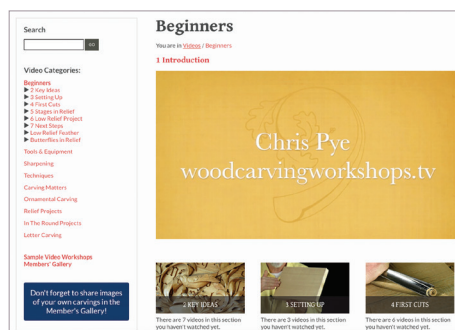 Search
GO
Video Categories:
Beginners
2 Key Ideas
3 Setting Up
4 First Cuts
5 Stages in Relief
6 Low Relief Project
7 Next Steps
Low Relief Feather
Butterflies in Relief
Tools & Equipment
Sharpening
Techniques
Carving Matters
Ornamental Carving
Relief Projects
In The Round Projects
Letter Carving
Sample Video Workshops
Members' Gallery
Don't forget to share images
of your own carvings in the
Member's Gallery!
Beginners
You are in Videos / Beginners
1 Introduction
Chris Pye
woodcarvingworkshops.tv
2 KEY IDEAS
There are 7 videos in this section
you haven't watched yet.
3 SETTING UP
There are 3 videos in this section
you haven't watched yet.
4 FIRST CUTS
There are 6 videos in this section
you haven't watched yet.